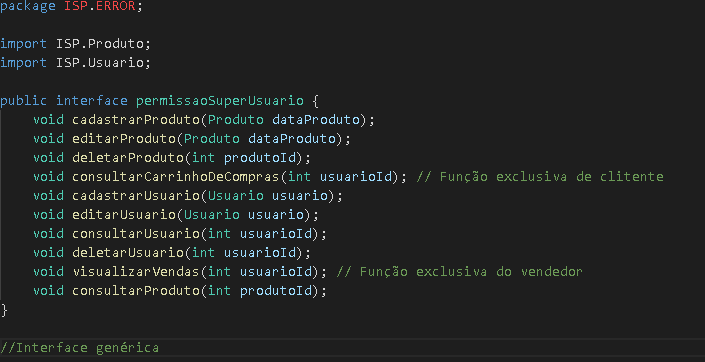 package ISP.ERROR;
import ISP.Produto;
import ISP.Usuario;
public interface permissaoSuperUsuario {
void cadastrarProduto(Produto dataProduto);
void editarProduto(Produto dataProduto);
void deletarProduto(int produtoId);
void consultarCarrinhoDeCompras(int usuarioId); // Função exclusiva de clitente
void cadastrarUsuario(Usuario usuario);
void editarUsuario(Usuario usuario);
void consultarUsuario(int usuarioId);
void deletarUsuario(int usuarioId);
void visualizarVendas(int usuarioId); // Função exclusiva do vendedor
void consultarProduto(int produtoId);
}
//Interface genérica